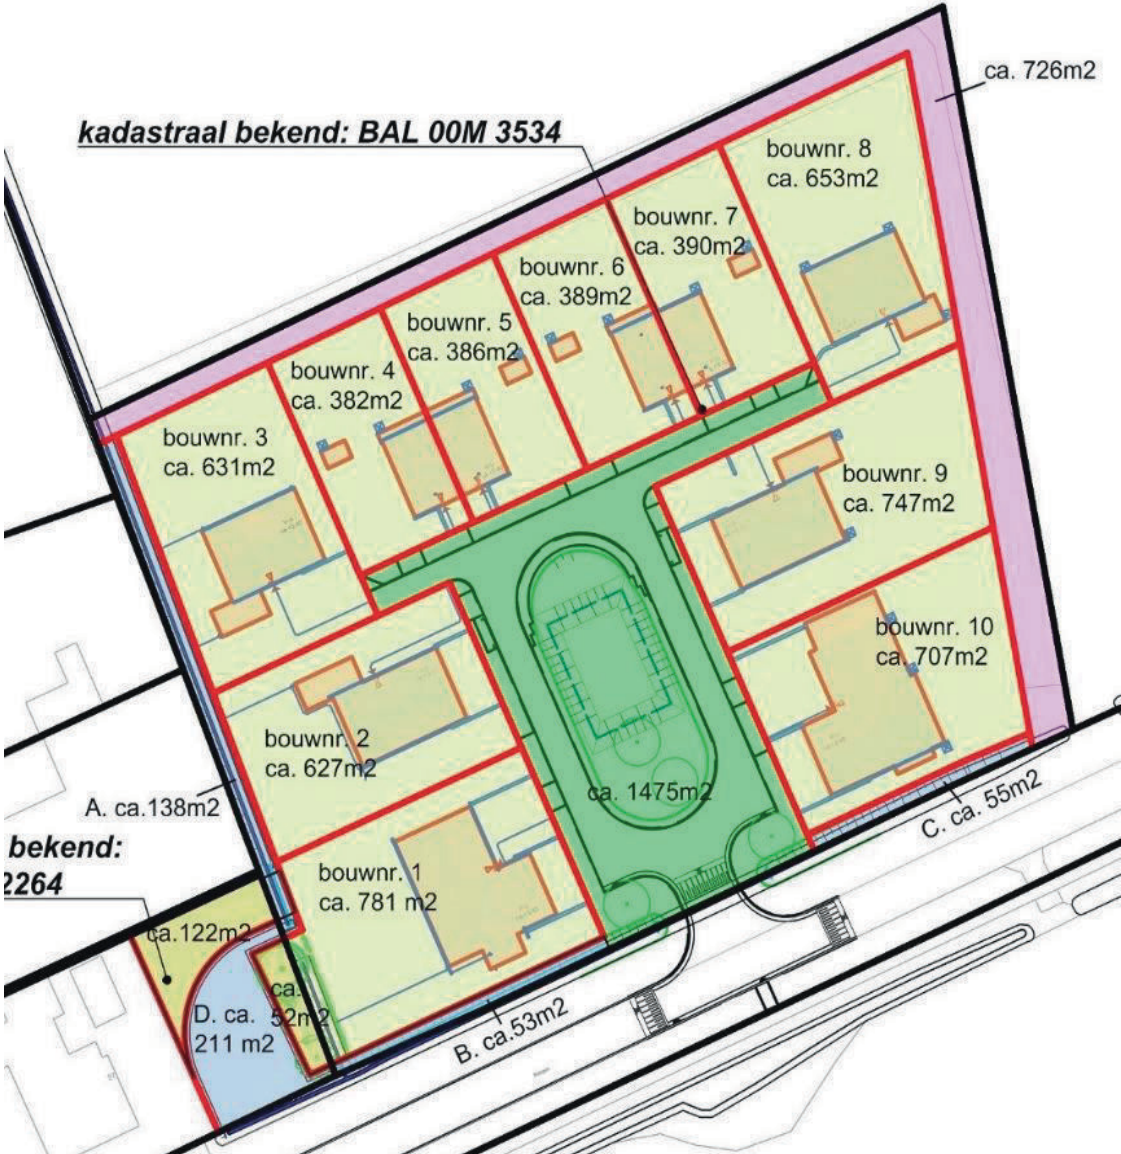 ca. 726m2
kadastraal bekend: BAL 00M 3534
bouwnr. 8
ca. 653m2
bouwnr. 7
ca. 390m2
bouwnr. 6
ca. 389m2
bouwnr. 5
ca. 386m2
bouwnr. 4
ca. 382m2
bouwnr. 3
ca. 631m2
bouwnr. 9
ca. 747m2
bouwnr. 10
ca. 707m2
bouwnr. 2
ca. 627m2
A. ca.138m2
ca. 1475m2
C. ca. 55m2
bekend:
2264
bouwnr. 1
ca. 781 m2
ca.122m2
ca.
52m2
D. ca.
211 m2
B. ca.53m2